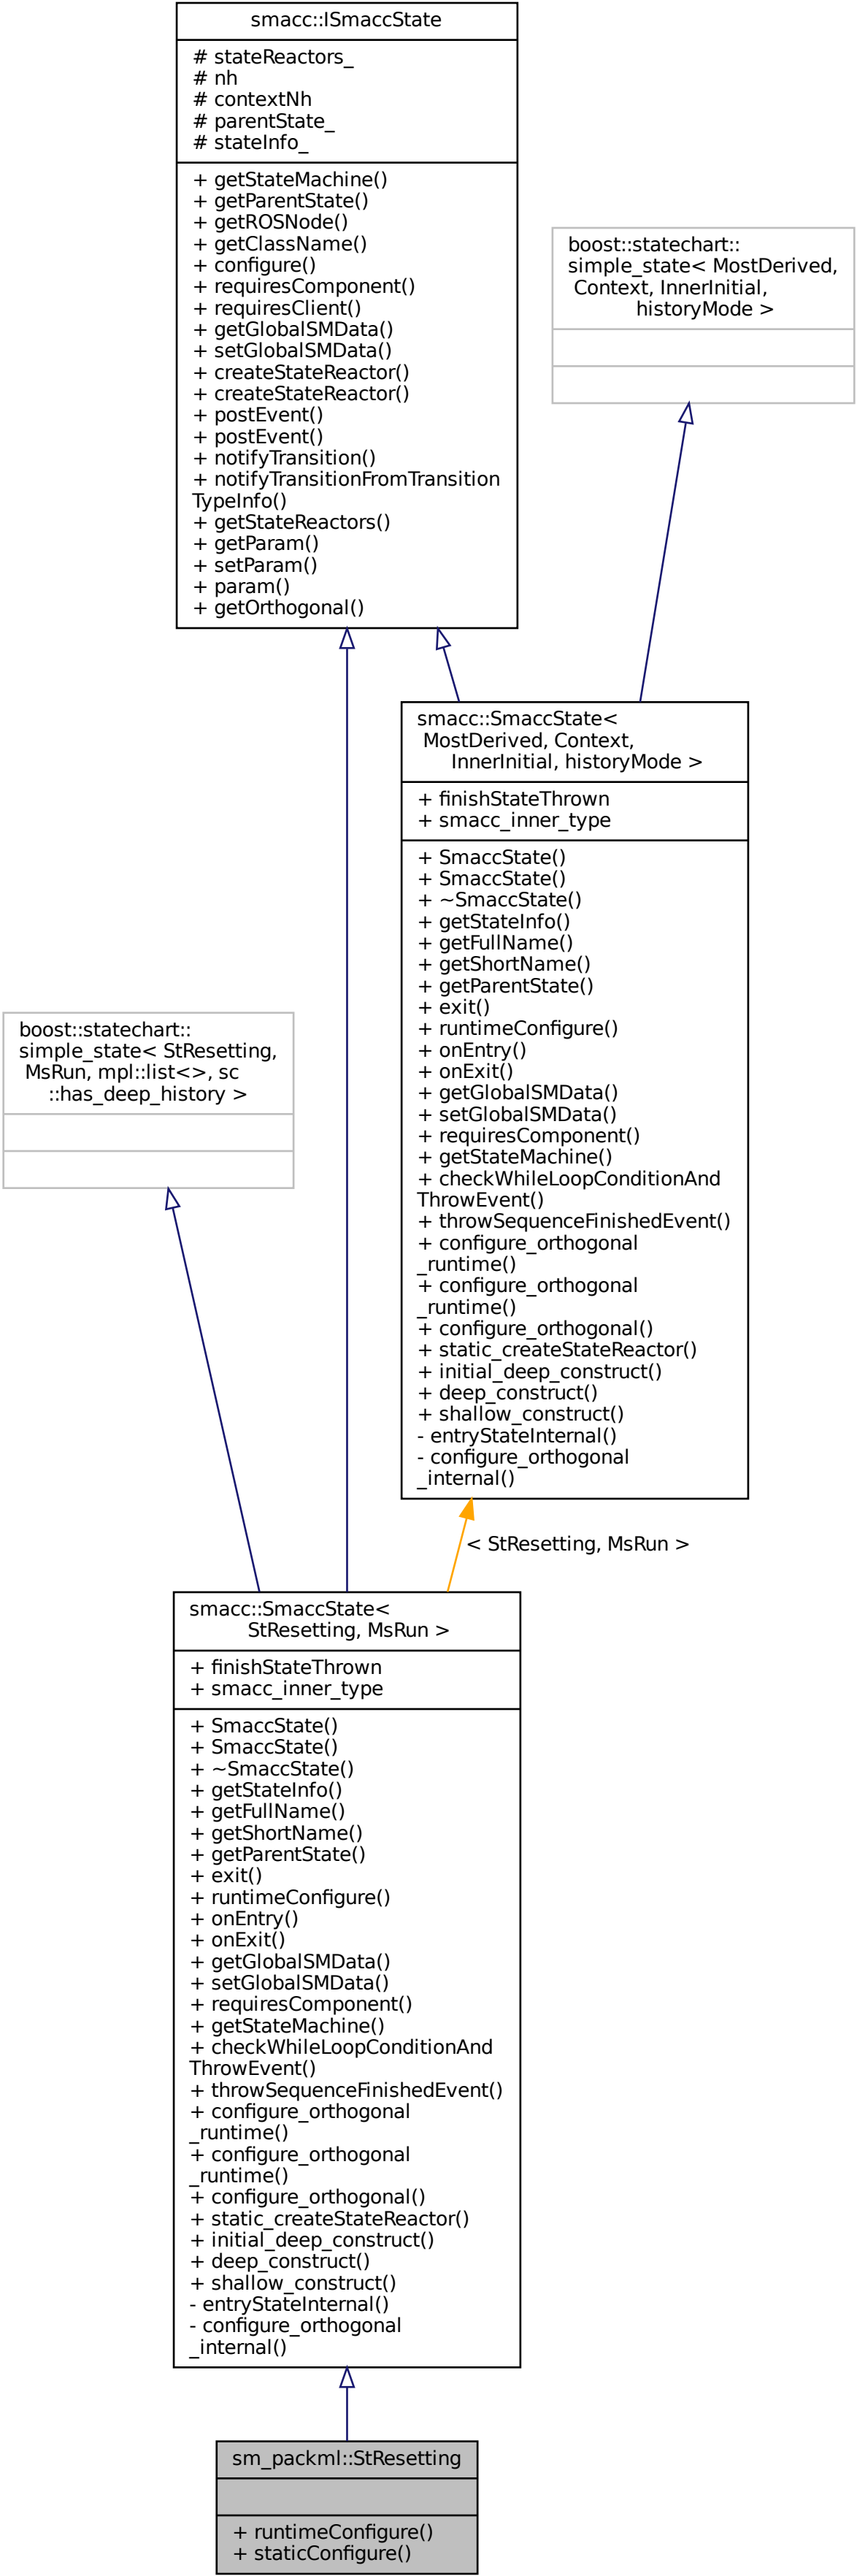 smacc::ISmaccState
# stateReactors_
# nh
# contextNh
# parentState_
# stateInfo_
+ getStateMachine()
+ getParentState()
+ getROSNode()
+ getClassName()
+ configure()
+ requiresComponent()
+ requiresClient()
+ getGlobalSMData()
+ setGlobalSMData()
+ createStateReactor()
+ createStateReactor()
+ postEvent()
+ postEvent()
+ notifyTransition()
+ notifyTransitionFromTransition
TypeInfo()
+ getStateReactors()
+ getParam()
+ setParam()
+ param()
+ getOrthogonal()
boost::statechart::
simple_state< MostDerived,
Context, InnerInitial,
historyMode >
smacc::SmaccState<
MostDerived, Context,
InnerInitial, historyMode >
+ finishStateThrown
+ smacc_inner_type
+ SmaccState()
+ SmaccState()
+ ~SmaccState()
+ getStateInfo()
+ getFullName()
+ getShortName()
+ getParentState()
+ exit()
+ runtimeConfigure()
+ onEntry()
+ onExit()
+ getGlobalSMData()
+ setGlobalSMData()
+ requiresComponent()
+ getStateMachine()
+ checkWhileLoopConditionAnd
ThrowEvent()
+ throwSequenceFinishedEvent()
+ configure_orthogonal
_runtime()
+ configure_orthogonal
_runtime()
+ configure_orthogonal()
+ static_createStateReactor()
+ initial_deep_construct()
+ deep_construct()
+ shallow_construct()
- entryStateInternal()
- configure_orthogonal
_internal()
boost::statechart::
simple_state< StResetting,
MsRun, mpl::list<>, sc
::has_deep_history >
< StResetting, MsRun >
smacc::SmaccState<
StResetting, MsRun >
+ finishStateThrown
+ smacc_inner_type
+ SmaccState()
+ SmaccState()
+ ~SmaccState()
+ getStateInfo()
+ getFullName()
+ getShortName()
+ getParentState()
+ exit()
+ runtimeConfigure()
+ onEntry()
+ onExit()
+ getGlobalSMData()
+ setGlobalSMData()
+ requiresComponent()
+ getStateMachine()
+ checkWhileLoopConditionAnd
ThrowEvent()
+ throwSequenceFinishedEvent()
+ configure_orthogonal
_runtime()
+ configure_orthogonal
_runtime()
+ configure_orthogonal()
+ static_createStateReactor()
+ initial_deep_construct()
+ deep_construct()
+ shallow_construct()
- entryStateInternal()
- configure_orthogonal
_internal()
sm_packml::StResetting
+ runtimeConfigure()
+ staticConfigure()